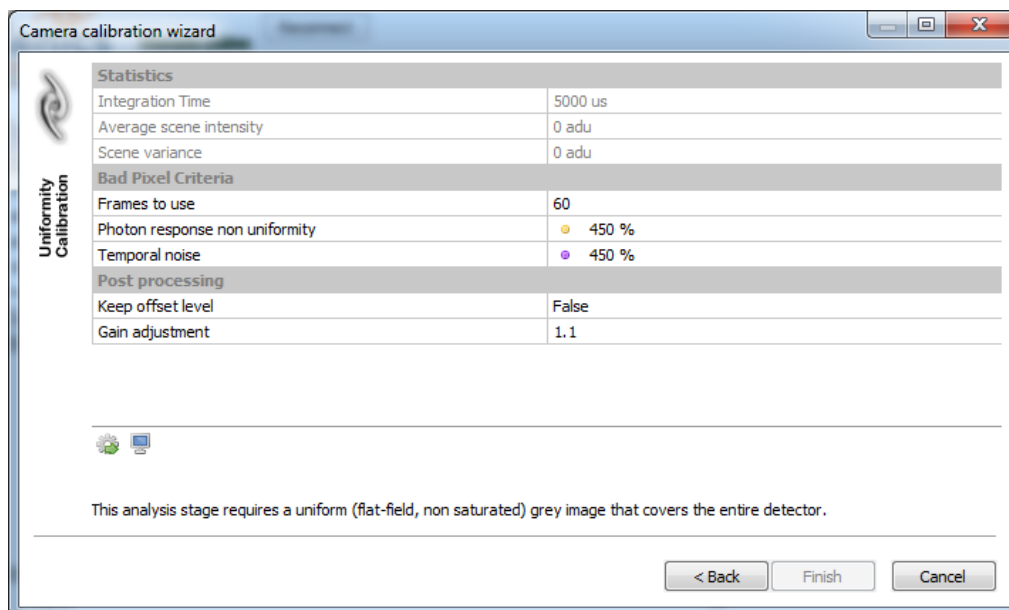 Camera calibration wizard
Uniformity
Calibration
Statistics
Integration Time 5000 us
Average scene intensity 0 adu
Scene variance 0 adu
Bad Pixel Criteria
Frames to use 60
Photon response non uniformity 450 %
Temporal noise 450 %
Post processing
Keep offset level False
Gain adjustment 1.1
This analysis stage requires a uniform (flat-field, non saturated) grey image that covers the entire detector.
< Back Finish Cancel